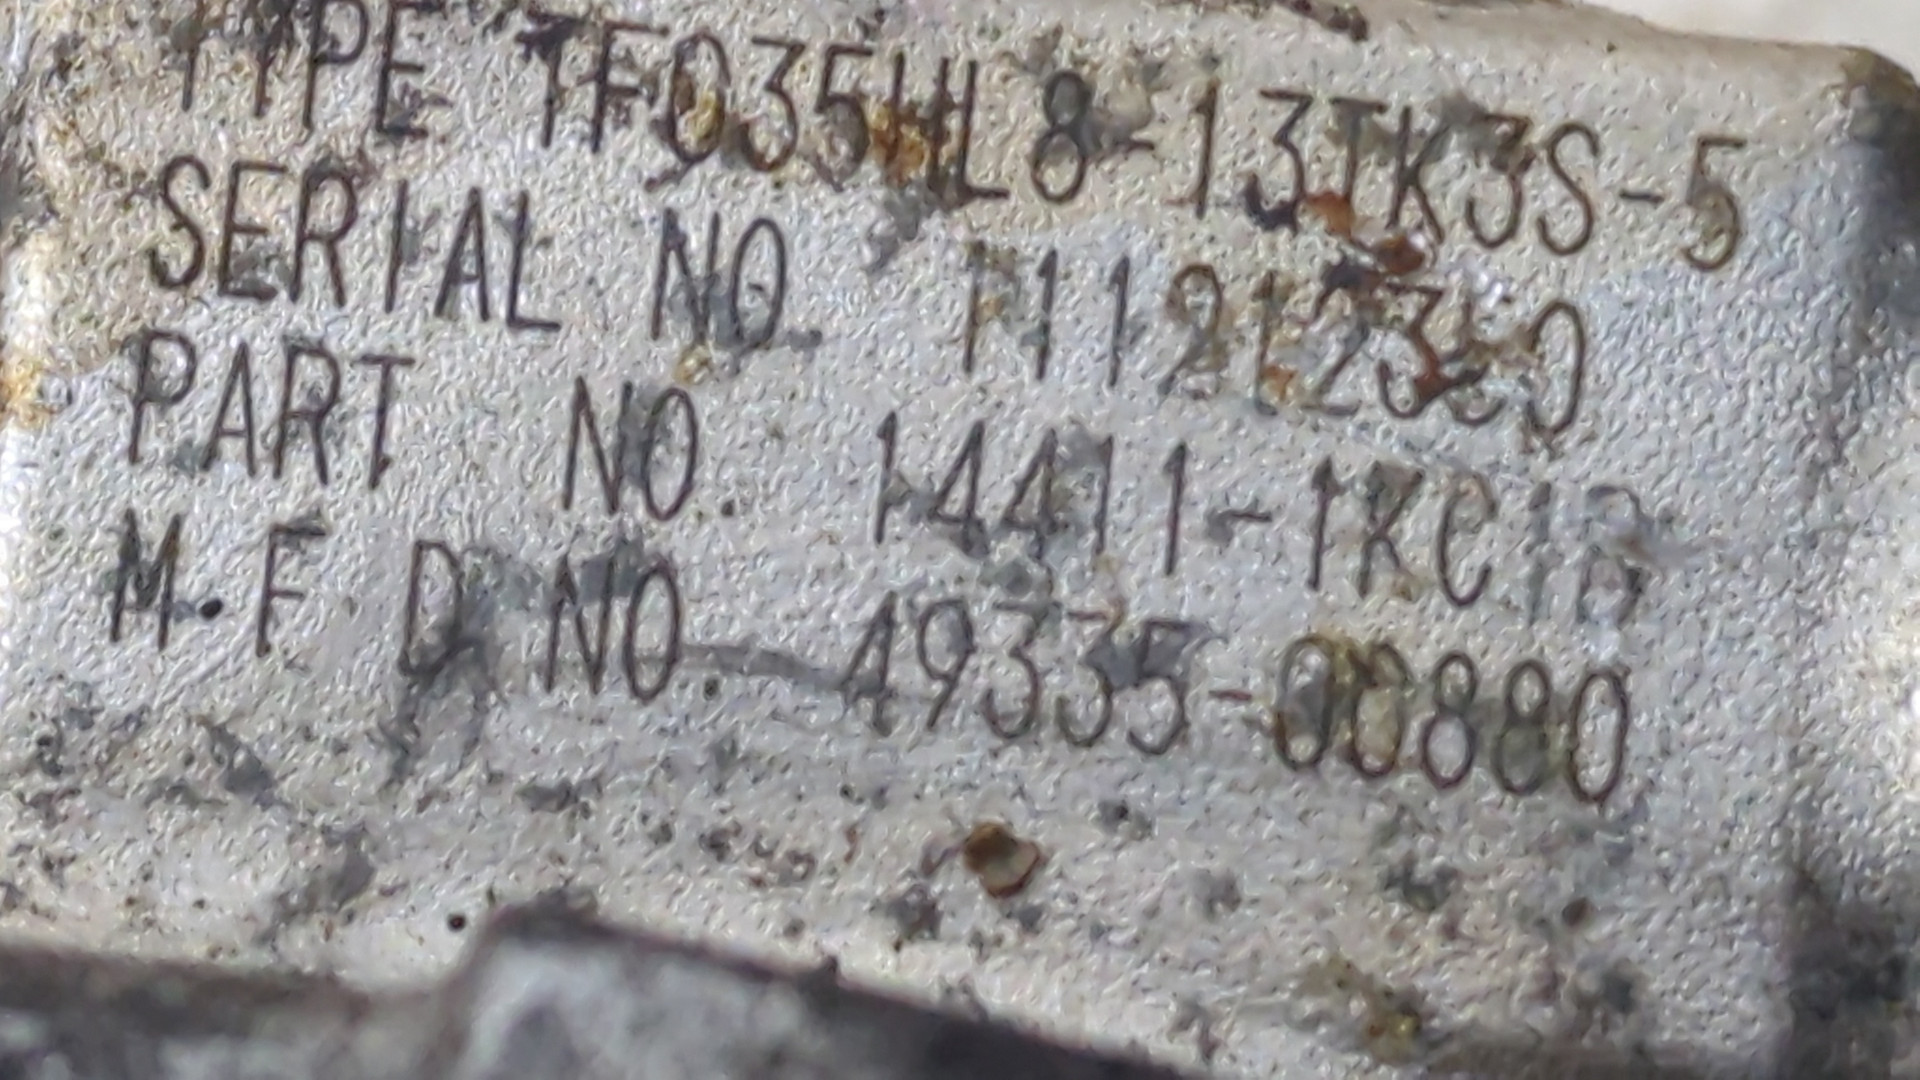 TYPE TF035HL8-13TK3S-5
SERIAL NO.
PART NO. 14411-1KC1B
M.F.D.NO. 49335-00880